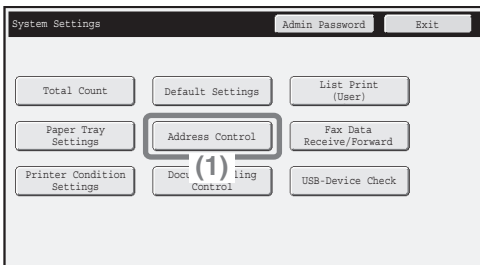 System Settings
Admin Password
Exit
Total Count
Default Settings
List Print
(User)
Paper Tray
Settings
Address Control
Fax Data
Receive/Forward
Printer Condition
Settings
(1)
Control
USB-Device Check